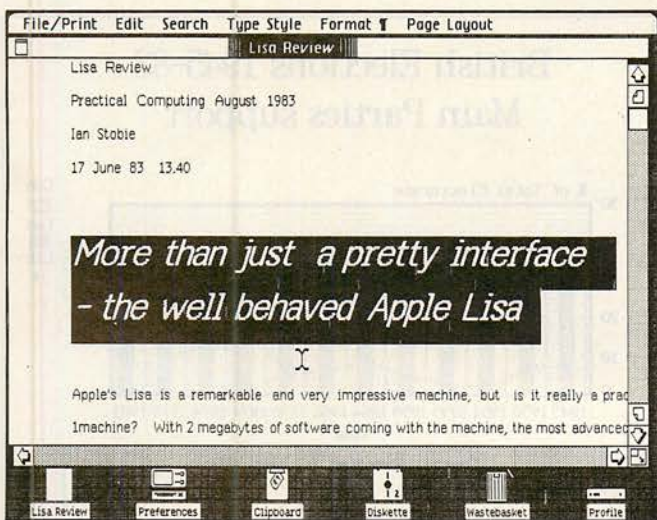 File/Print Edit Search Type Style Format ¶ Page Layout
Lisa Review
Lisa Review
Practical Computing August 1983
Ian Stobie
17 June 83 13.40
More than just a pretty interface
- the well behaved Apple Lisa
Apple's Lisa is a remarkable and very impressive machine, but is it really a prac
1machine? With 2 megabytes of software coming with the machine, the most advanced
Lisa Review Preferences Clipboard Diskette Wastebasket Profile